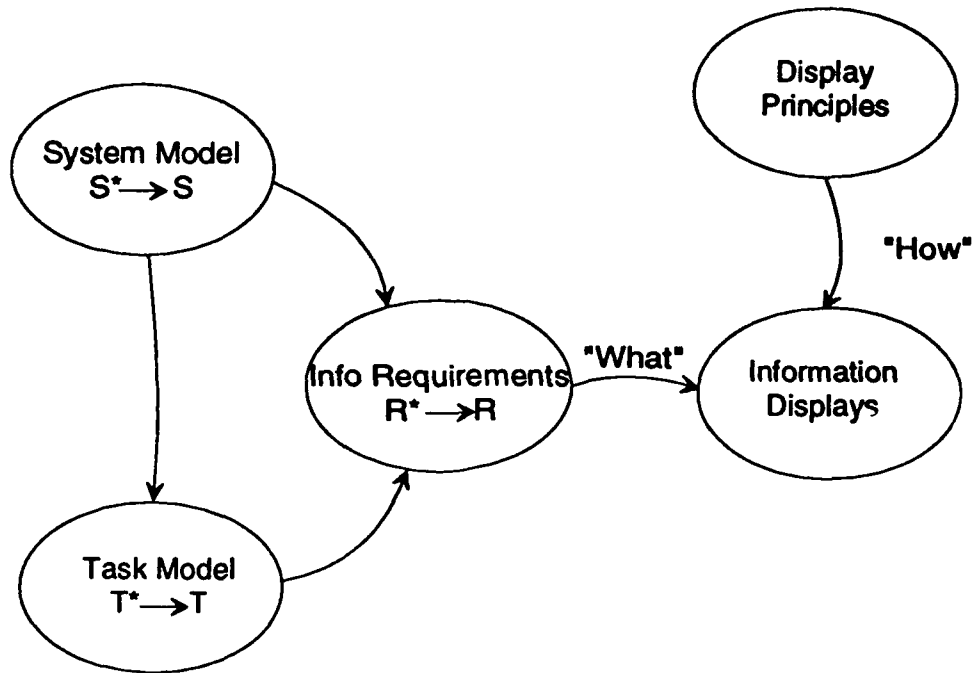 System Model
S* → S
Display
Principles
"How"
Info Requirements
R* → R
"What"
Information
Displays
Task Model
T* → T